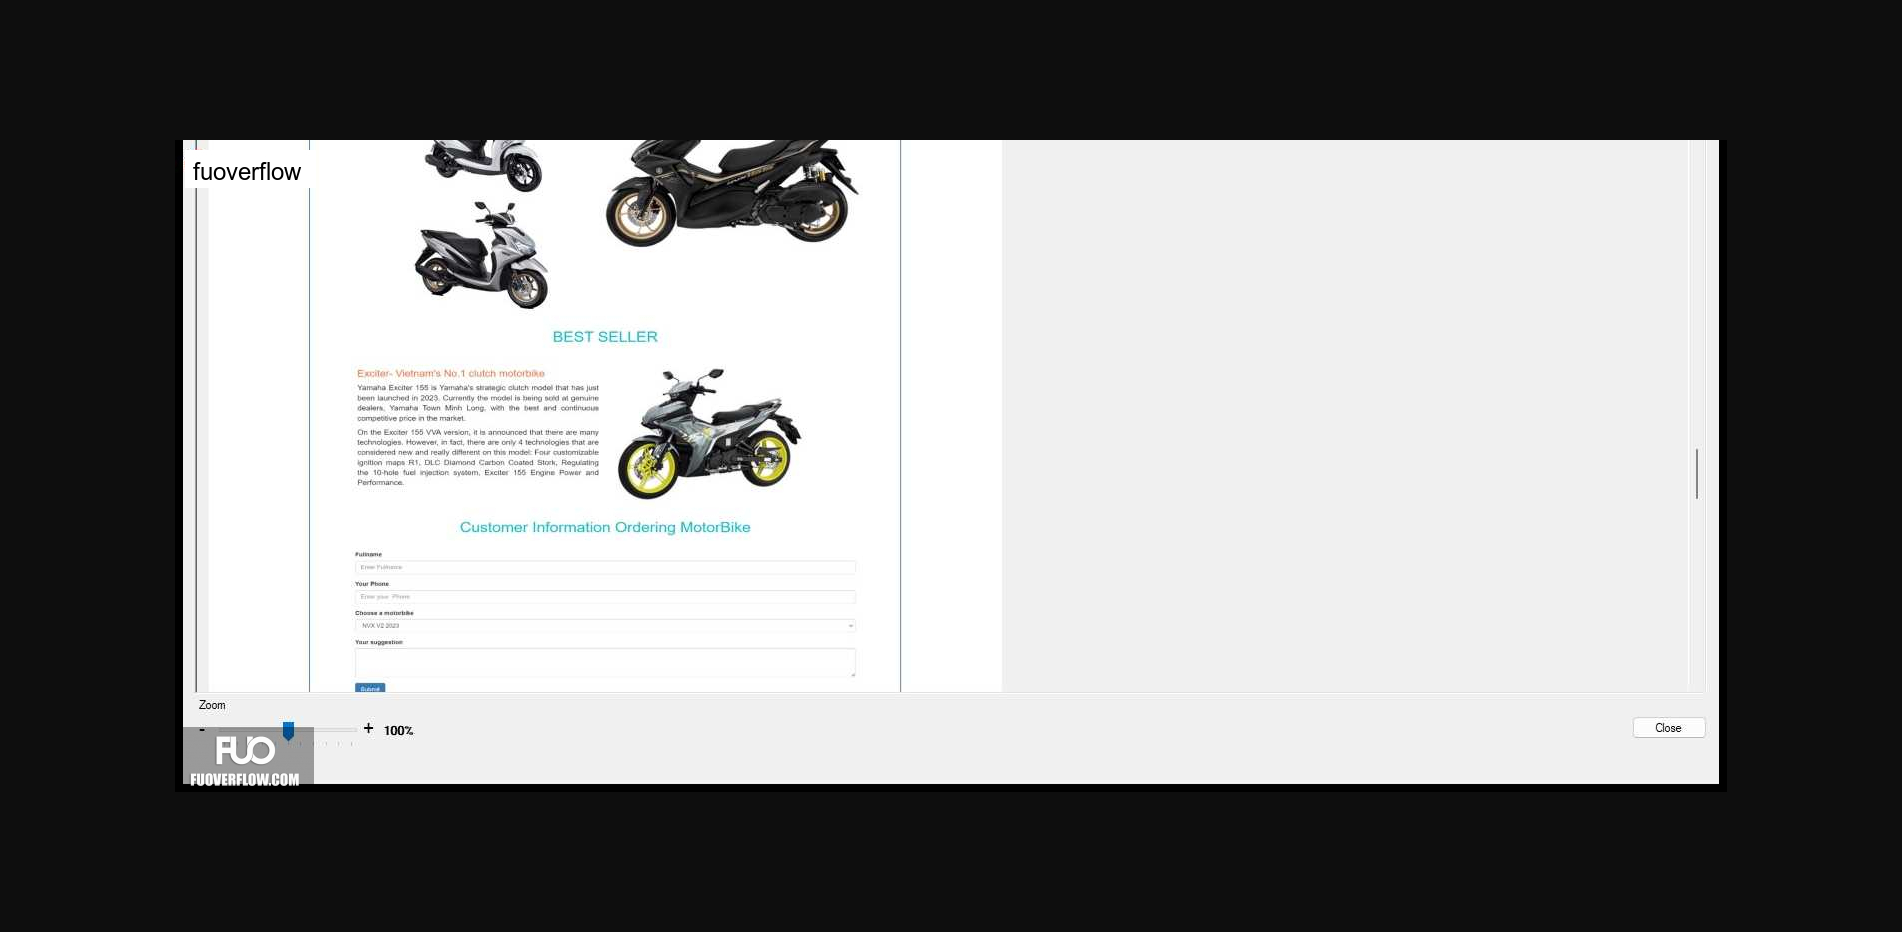 fuoverflow
BEST SELLER
Exciter- Vietnam's No.1 clutch motorbike
Yamaha Exciter 155 is Yamaha's strategic clutch model that has just
been launched in 2023. Currently the model is being sold at genuine
dealers, Yamaha Town Minh Long, with the best and continuous
competitive price in the market.
On the Exciter 155 VVA version, it is announced that there are many
technologies. However, in fact, there are only 4 technologies that are
considered new and really different on this model: Four customizable
ignition maps R1, DLC Diamond Carbon Coated Stork, Regulating
the 10-hole fuel injection system, Exciter 155 Engine Power and
Performance.
Customer Information Ordering MotorBike
Fullname
Enter Fullname
Your Phone
Enter your Phone
Choose a motorbike
NVX V2 2023
Your suggestion
Submit
Zoom
- + 100%
Close
FUO
FUOVERFLOW.COM